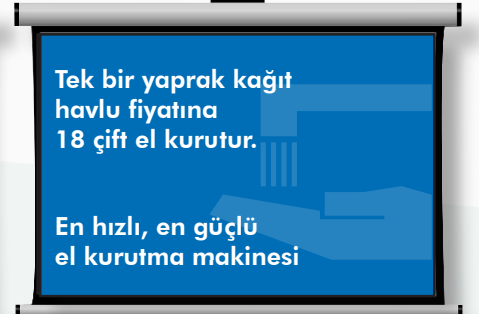 Tek bir yaprak kağıt
havlu fiyatına
18 çift el kurutur.
En hızlı, en güçlü
el kurutma makinesi